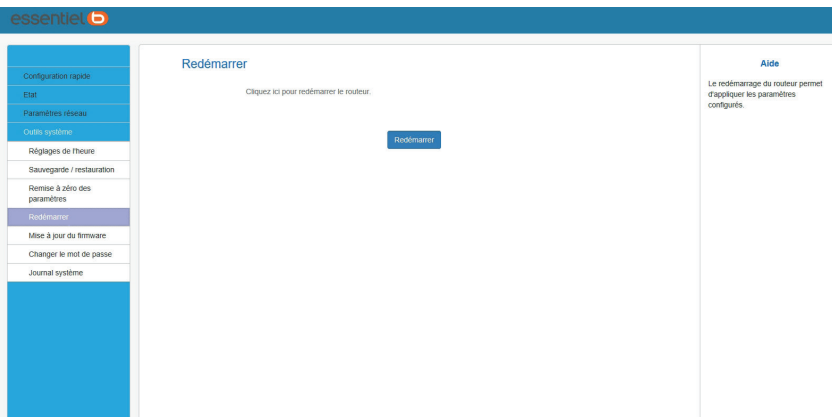 essentiel b
Configuration rapide
Etat
Paramètres réseau
Outils système
Réglages de l'heure
Sauvegarde / restauration
Remise à zéro des
paramètres
Redémarrer
Mise à jour du firmware
Changer le mot de passe
Journal système
Redémarrer
Cliquez ici pour redémarrer le routeur.
Redémarrer
Aide
Le redémarrage du routeur permet
d'appliquer les paramètres
configurés.